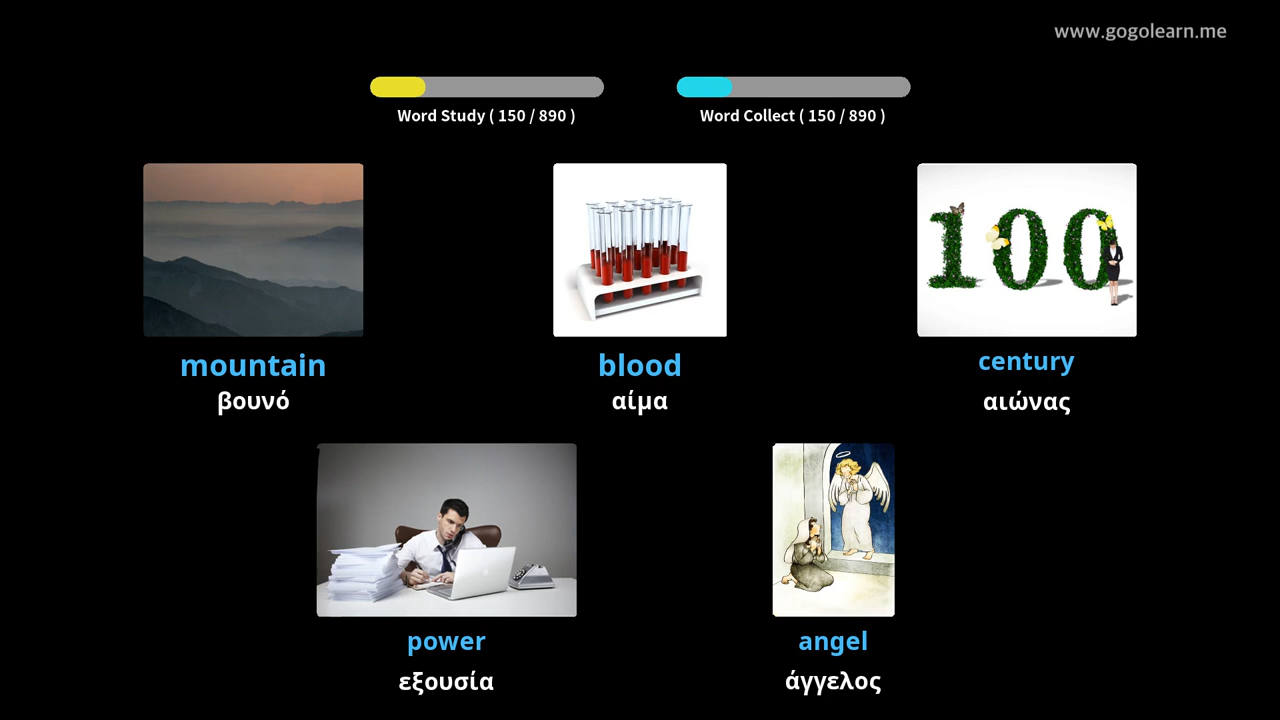 www.gogolearn.me
Word Study ( 150 / 890 )
Word Collect ( 150 / 890 )
100
mountain
βουνό
blood
αίμα
century
αιώνας
power
εξουσία
angel
άγγελος